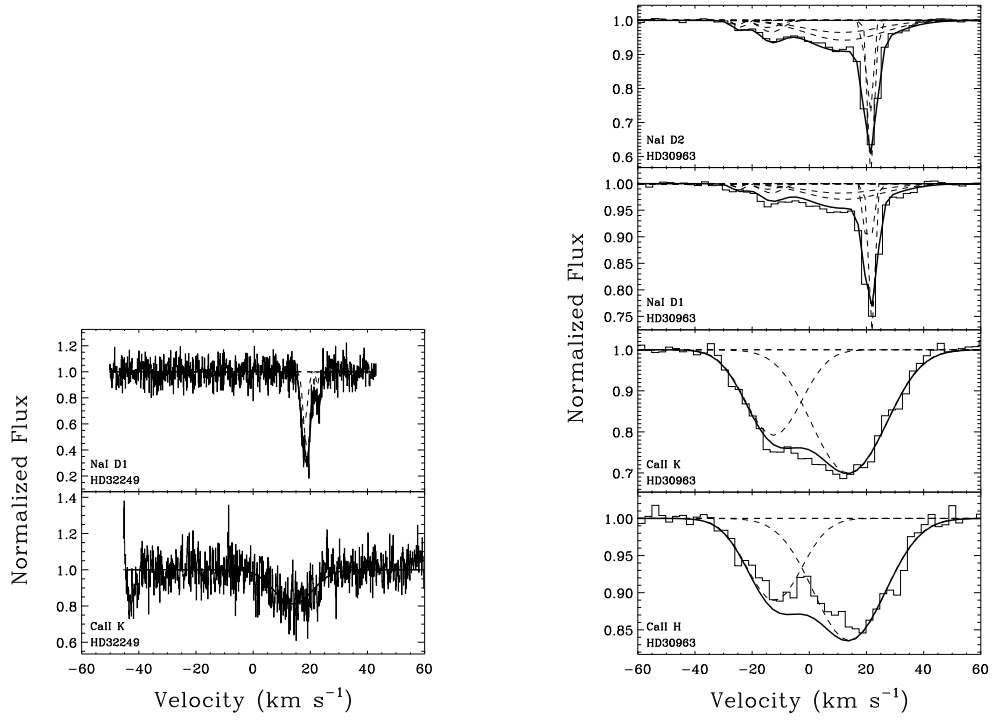 1.2
1.0
0.8
0.6
0.4
0.2
NaI D1
HD32249
1.4
1.2
1.0
0.8
0.6
CaII K
HD32249
−60 −40 −20 0 20 40 60
Velocity (km s⁻¹)
Normalized Flux
1.0
0.9
0.8
0.7
0.6
NaI D2
HD30963
1.00
0.95
0.90
0.85
0.80
0.75
NaI D1
HD30963
1.0
0.9
0.8
0.7
CaII K
HD30963
1.00
0.95
0.90
0.85
CaII H
HD30963
−60 −40 −20 0 20 40 60
Velocity (km s⁻¹)
Normalized Flux